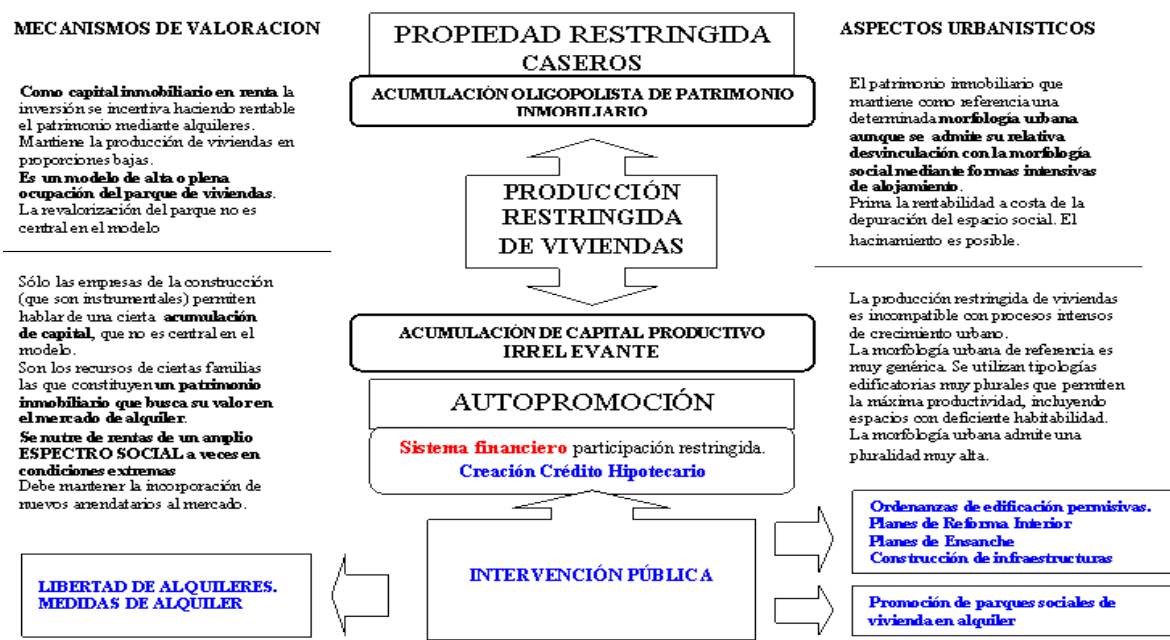 MECANISMOS DE VALORACION
Como capital inmobiliario en renta la
inversión se incentiva haciendo rentable
el patrimonio mediante alquileres.
Mantiene la producción de viviendas en
proporciones bajas.
Es un modelo de alta o plena
ocupación del parque de viviendas.
La revalorización del parque no es
central en el modelo
Sólo las empresas de la construcción
(que son instrumentales) permiten
hablar de una cierta acumulación
de capital, que no es central en el
modelo.
Son los recursos de ciertas familias
las que constituyen un patrimonio
inmobiliario que busca su valor en
el mercado de alquiler.
Se nutre de rentas de un amplio
ESPECTRO SOCIAL a veces en
condiciones extremas
Debe mantener la incorporación de
nuevos arrendatarios al mercado.
LIBERTAD DE ALQUILERES.
MEDIDAS DE ALQUILER
PROPIEDAD RESTRINGIDA
CASEROS
ACUMULACIÓN OLIGOPOLISTA DE PATRIMONIO
INMOBILIARIO
PRODUCCIÓN
RESTRINGIDA
DE VIVIENDAS
ACUMULACIÓN DE CAPITAL PRODUCTIVO
IRRELEVANTE
AUTOPROMOCIÓN
Sistema financiero participación restringida.
Creación Crédito Hipotecario
INTERVENCIÓN PÚBLICA
ASPECTOS URBANISTICOS
El patrimonio inmobiliario que
mantiene como referencia una
determinada morfología urbana
aunque se admite su relativa
desvinculación con la morfología
social mediante formas intensivas
de alojamiento.
Prima la rentabilidad a costa de la
depuración del espacio social. El
hacinamiento es posible.
La producción restringida de viviendas
es incompatible con procesos intensos
de crecimiento urbano.
La morfología urbana de referencia es
muy genérica. Se utilizan tipologías
edificatorias muy plurales que permiten
la máxima productividad, incluyendo
espacios con deficiente habitabilidad.
La morfología urbana admite una
pluralidad muy alta.
Ordenanzas de edificación permisivas.
Planes de Reforma Interior
Planes de Ensanche
Construcción de infraestructuras
Promoción de parques sociales de
vivienda en alquiler